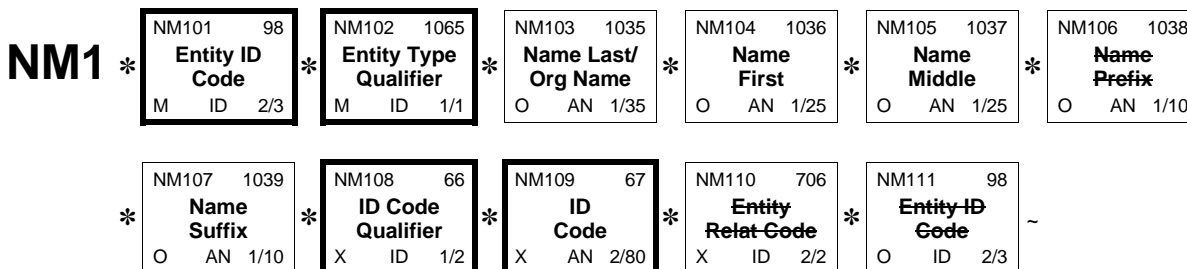 NM1 * NM101 98 * NM102 1065 * NM103 1035 * NM104 1036 * NM105 1037 * NM106 1038
Entity ID Entity Type Name Last/ Name Name Name
Code Qualifier Org Name First Middle Prefix
M ID 2/3 M ID 1/1 O AN 1/35 O AN 1/25 O AN 1/25 O AN 1/10
* NM107 1039 * NM108 66 * NM109 67 * NM110 706 * NM111 98 ~
Name ID Code ID Entity Entity ID
Suffix Qualifier Code Relat Code Code
O AN 1/10 X ID 1/2 X AN 2/80 X ID 2/2 O ID 2/3